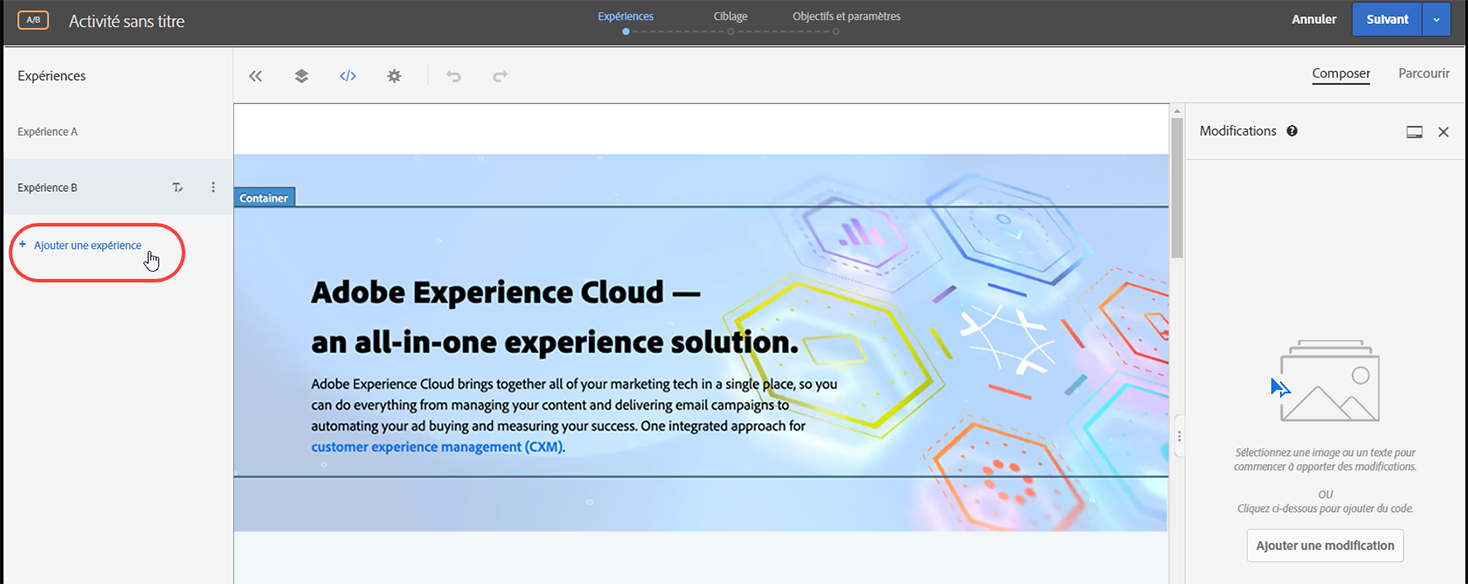 A/B
Activité sans titre
Expériences
Ciblage
Objectifs et paramètres
Annuler
Suivant
Expériences
Composer
Parcourir
Expérience A
Expérience B
+ Ajouter une expérience
Container
Adobe Experience Cloud —
an all-in-one experience solution.
Adobe Experience Cloud brings together all of your marketing tech in a single place, so you
can do everything from managing your content and delivering email campaigns to
automating your ad buying and measuring your success. One integrated approach for
customer experience management (CXM).
Modifications
Sélectionnez une image ou un texte pour
commencer à apporter des modifications.
OU
Cliquez ci-dessous pour ajouter du code.
Ajouter une modification